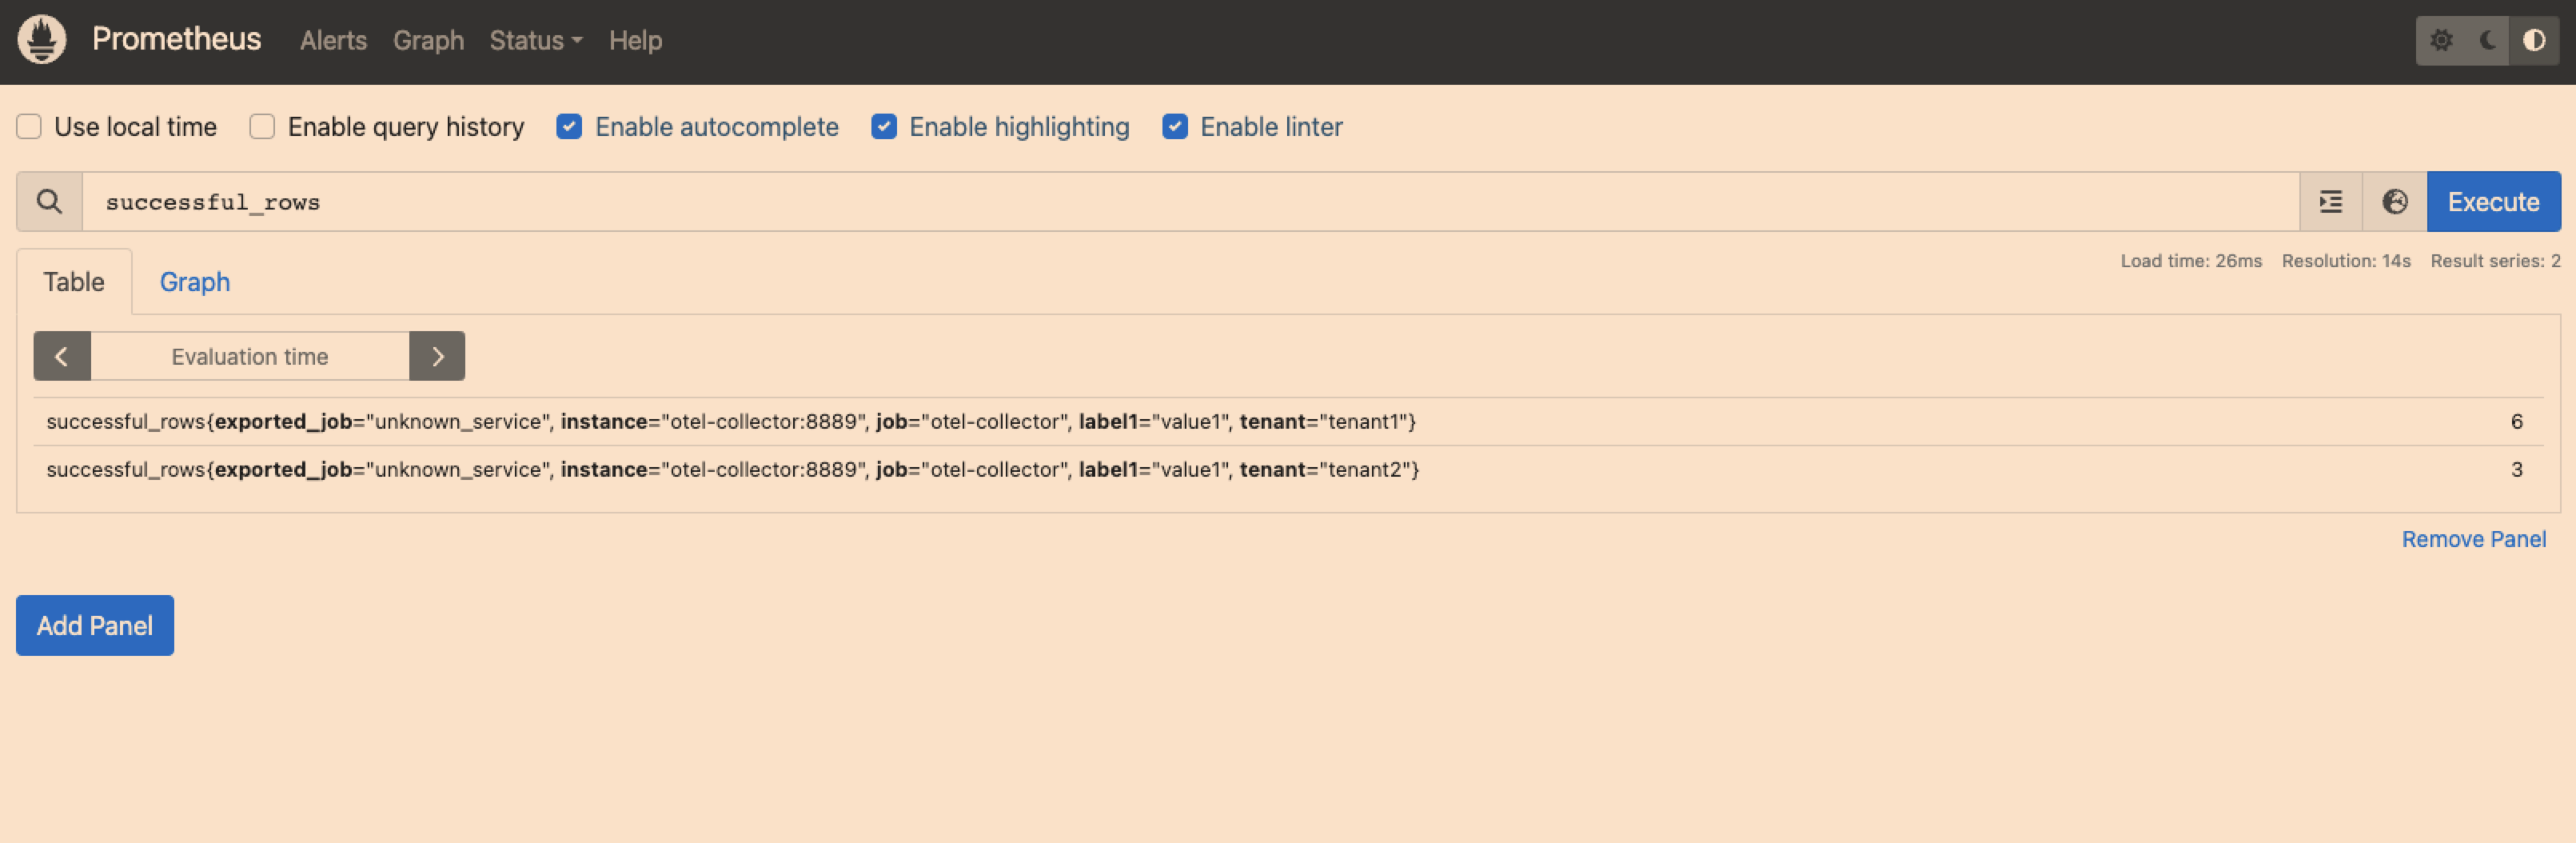 Prometheus Alerts Graph Status Help
Use local time Enable query history Enable autocomplete Enable highlighting Enable linter
successful_rows Execute
Table Graph Load time: 26ms Resolution: 14s Result series: 2
Evaluation time
successful_rows{exported_job="unknown_service", instance="otel-collector:8889", job="otel-collector", label1="value1", tenant="tenant1"} 6
successful_rows{exported_job="unknown_service", instance="otel-collector:8889", job="otel-collector", label1="value1", tenant="tenant2"} 3
Remove Panel
Add Panel